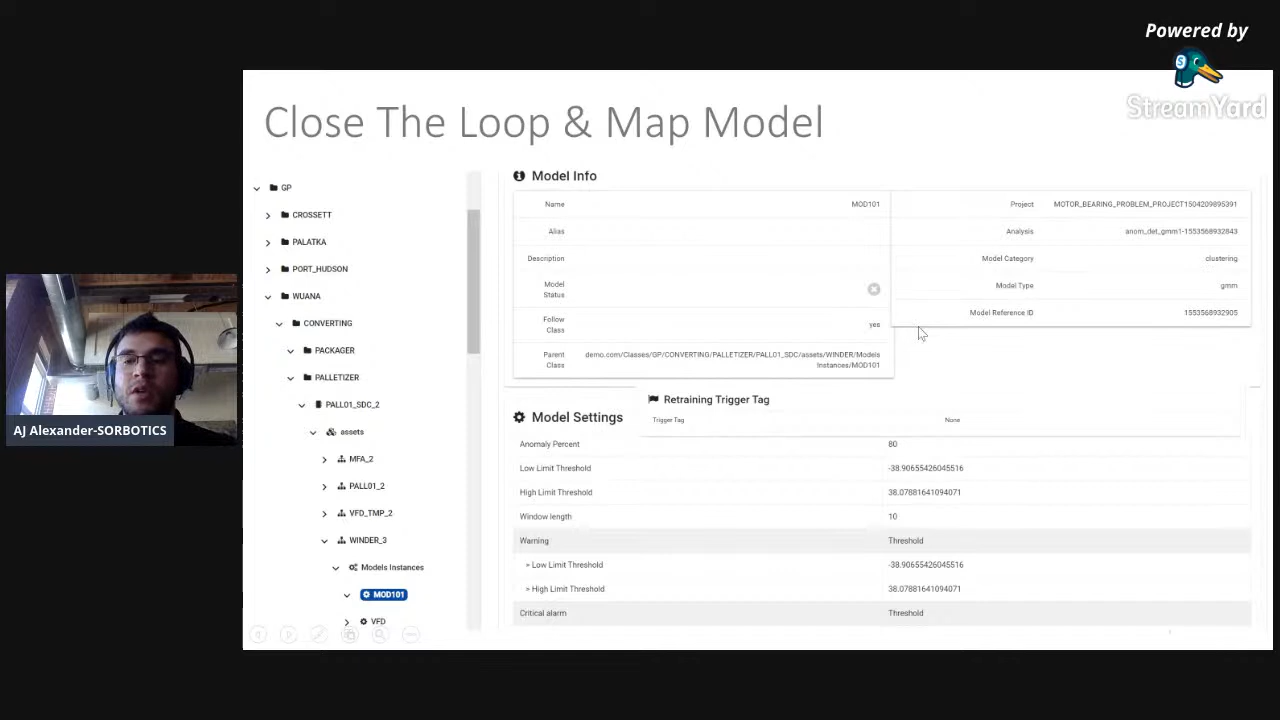 Powered by
StreamYard
Close The Loop & Map Model
GP
CROSSETT
PALATKA
PORT_HUDSON
WUANA
CONVERTING
PACKAGER
PALLETIZER
PALL01_SDC_2
assets
MFA_2
PALL01_2
VFD_TMP_2
WINDER_3
Models Instances
MOD101
VFD
Model Info
Name MOD101
Alias
Description
Model Status
Follow Class yes
Parent Class demo.com/Classes/GP/CONVERTING/PALLETIZER/PALL01_SDC/assets/WINDER/Models
Instances/MOD101
Project MOTOR_BEARING_PROBLEM_PROJECT1504209895391
Analysis anom_det_gmm1-1553568932843
Model Category clustering
Model Type gmm
Model Reference ID 1553568932905
Retraining Trigger Tag
Trigger Tag None
Model Settings
Anomaly Percent 80
Low Limit Threshold -38.90655426045516
High Limit Threshold 38.07881641094071
Window length 10
Warning Threshold
> Low Limit Threshold -38.90655426045516
> High Limit Threshold 38.07881641094071
Critical alarm Threshold
AJ Alexander-SORBOTICS